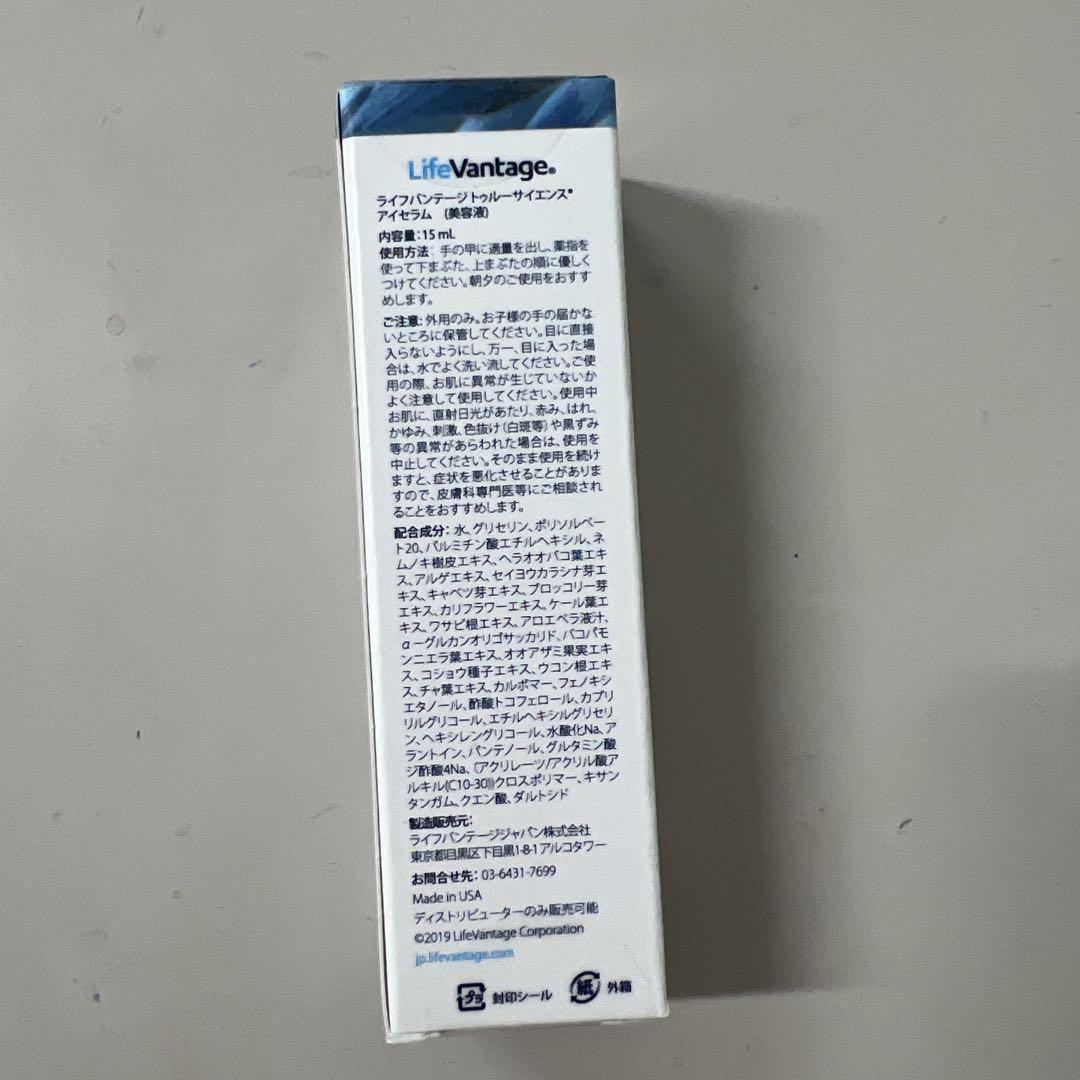 LifeVantage®
ライフバンテージ トゥルーサイエンス®
アイセラム (美容液)
内容量:15 mL
使用方法: 手の甲に適量を出し、薬指を
使って下まぶた、上まぶたの順に優しく
つけてください。朝夕のご使用をおすす
めします。
ご注意: 外用のみ。お子様の手の届かな
いところに保管してください。目に直接
入らないようにし、万一、目に入った場
合は、水でよく洗い流してください。ご使
用の際、お肌に異常が生じていないか
よく注意して使用してください。使用中
お肌に、直射日光があたり、赤み、はれ、
かゆみ、刺激、色抜け(白斑等)や黒ずみ
等の異常があらわれた場合は、使用を
中止してください。そのまま使用を続け
ますと、症状を悪化させることがありま
すので、皮膚科専門医等にご相談され
ることをおすすめします。
配合成分: 水、グリセリン、ポリソルベー
ト20、パルミチン酸エチルヘキシル、ネ
ムノキ樹皮エキス、ヘラオオバコ葉エキ
ス、アルゲエキス、セイヨウカラシナ芽エ
キス、キャベツ芽エキス、ブロッコリー芽
エキス、カリフラワーエキス、ケール葉エ
キス、ワサビ根エキス、アロエベラ液汁、
α－グルカンオリゴサッカリド、バコパモ
ンニエラ葉エキス、オオアザミ果実エキ
ス、コショウ種子エキス、ウコン根エキ
ス、チャ葉エキス、カルボマー、フェノキシ
エタノール、酢酸トコフェロール、カプリ
リルグリコール、エチルヘキシルグリセリ
ン、ヘキシレングリコール、水酸化Na、ア
ラントイン、パンテノール、グルタミン酸
ジ酢酸4Na、(アクリレーツ/アクリル酸ア
ルキル(C10-30))クロスポリマー、キサン
タンガム、クエン酸、ダルトシド
製造販売元:
ライフバンテージジャパン株式会社
東京都目黒区下目黒1-8-1 アルコタワー
お問合せ先: 03-6431-7699
Made in USA
ディストリビューターのみ販売可能
©2019 LifeVantage Corporation
jp.lifevantage.com
プラ 封印シール 紙 外箱